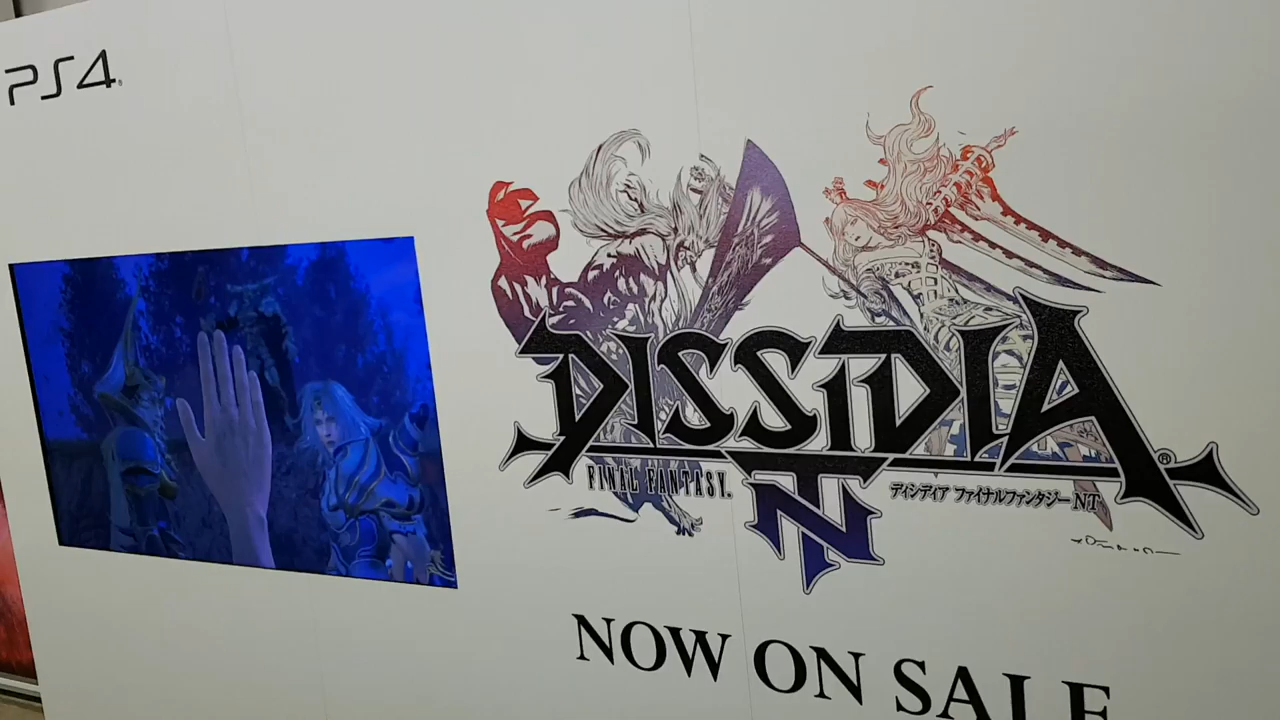 PS4
DISSIDIA®
FINAL FANTASY.
NT
ディシディア ファイナルファンタジー NT
NOW ON SALE